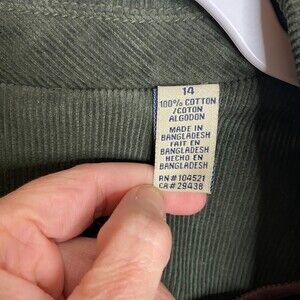 14
100% COTTON
/COTON
ALGODON
MADE IN
BANGLADESH
FAIT EN
BANGLADESH
HECHO EN
BANGLADESH
RN# 104521
CA# 29438